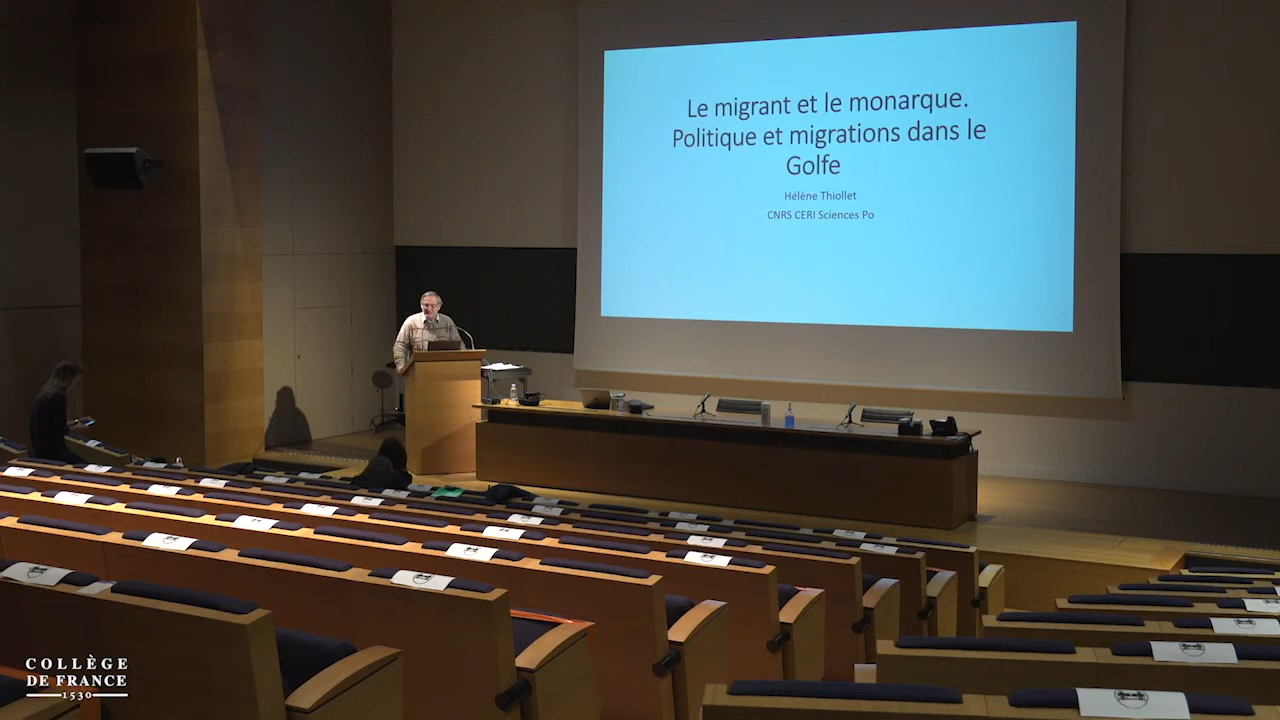 Le migrant et le monarque.
Politique et migrations dans le
Golfe
Hélène Thiollet
CNRS CERI Sciences Po
COLLÈGE
DE FRANCE
1530